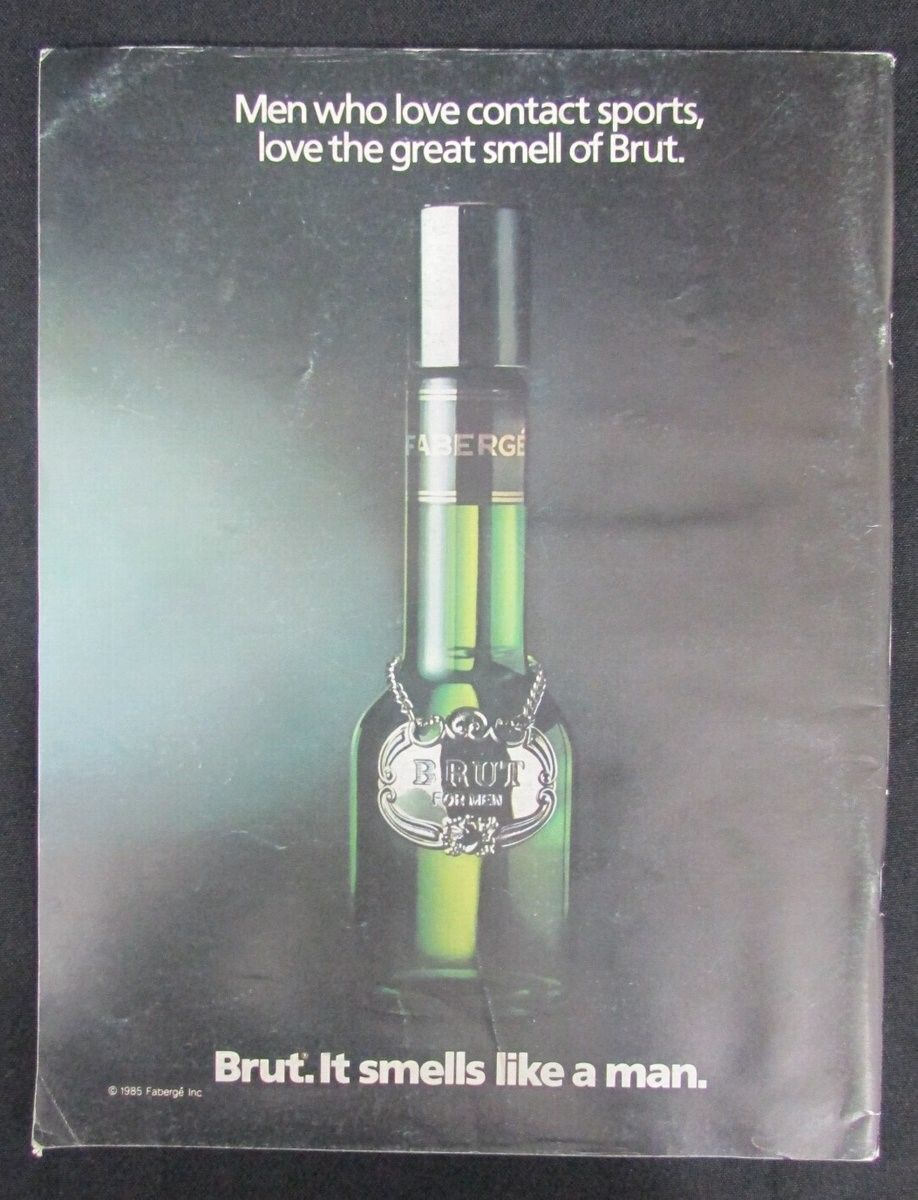 Men who love contact sports,
love the great smell of Brut.
FABERGÉ
BRUT
FOR MEN
Brut.® It smells like a man.
© 1985 Fabergé Inc